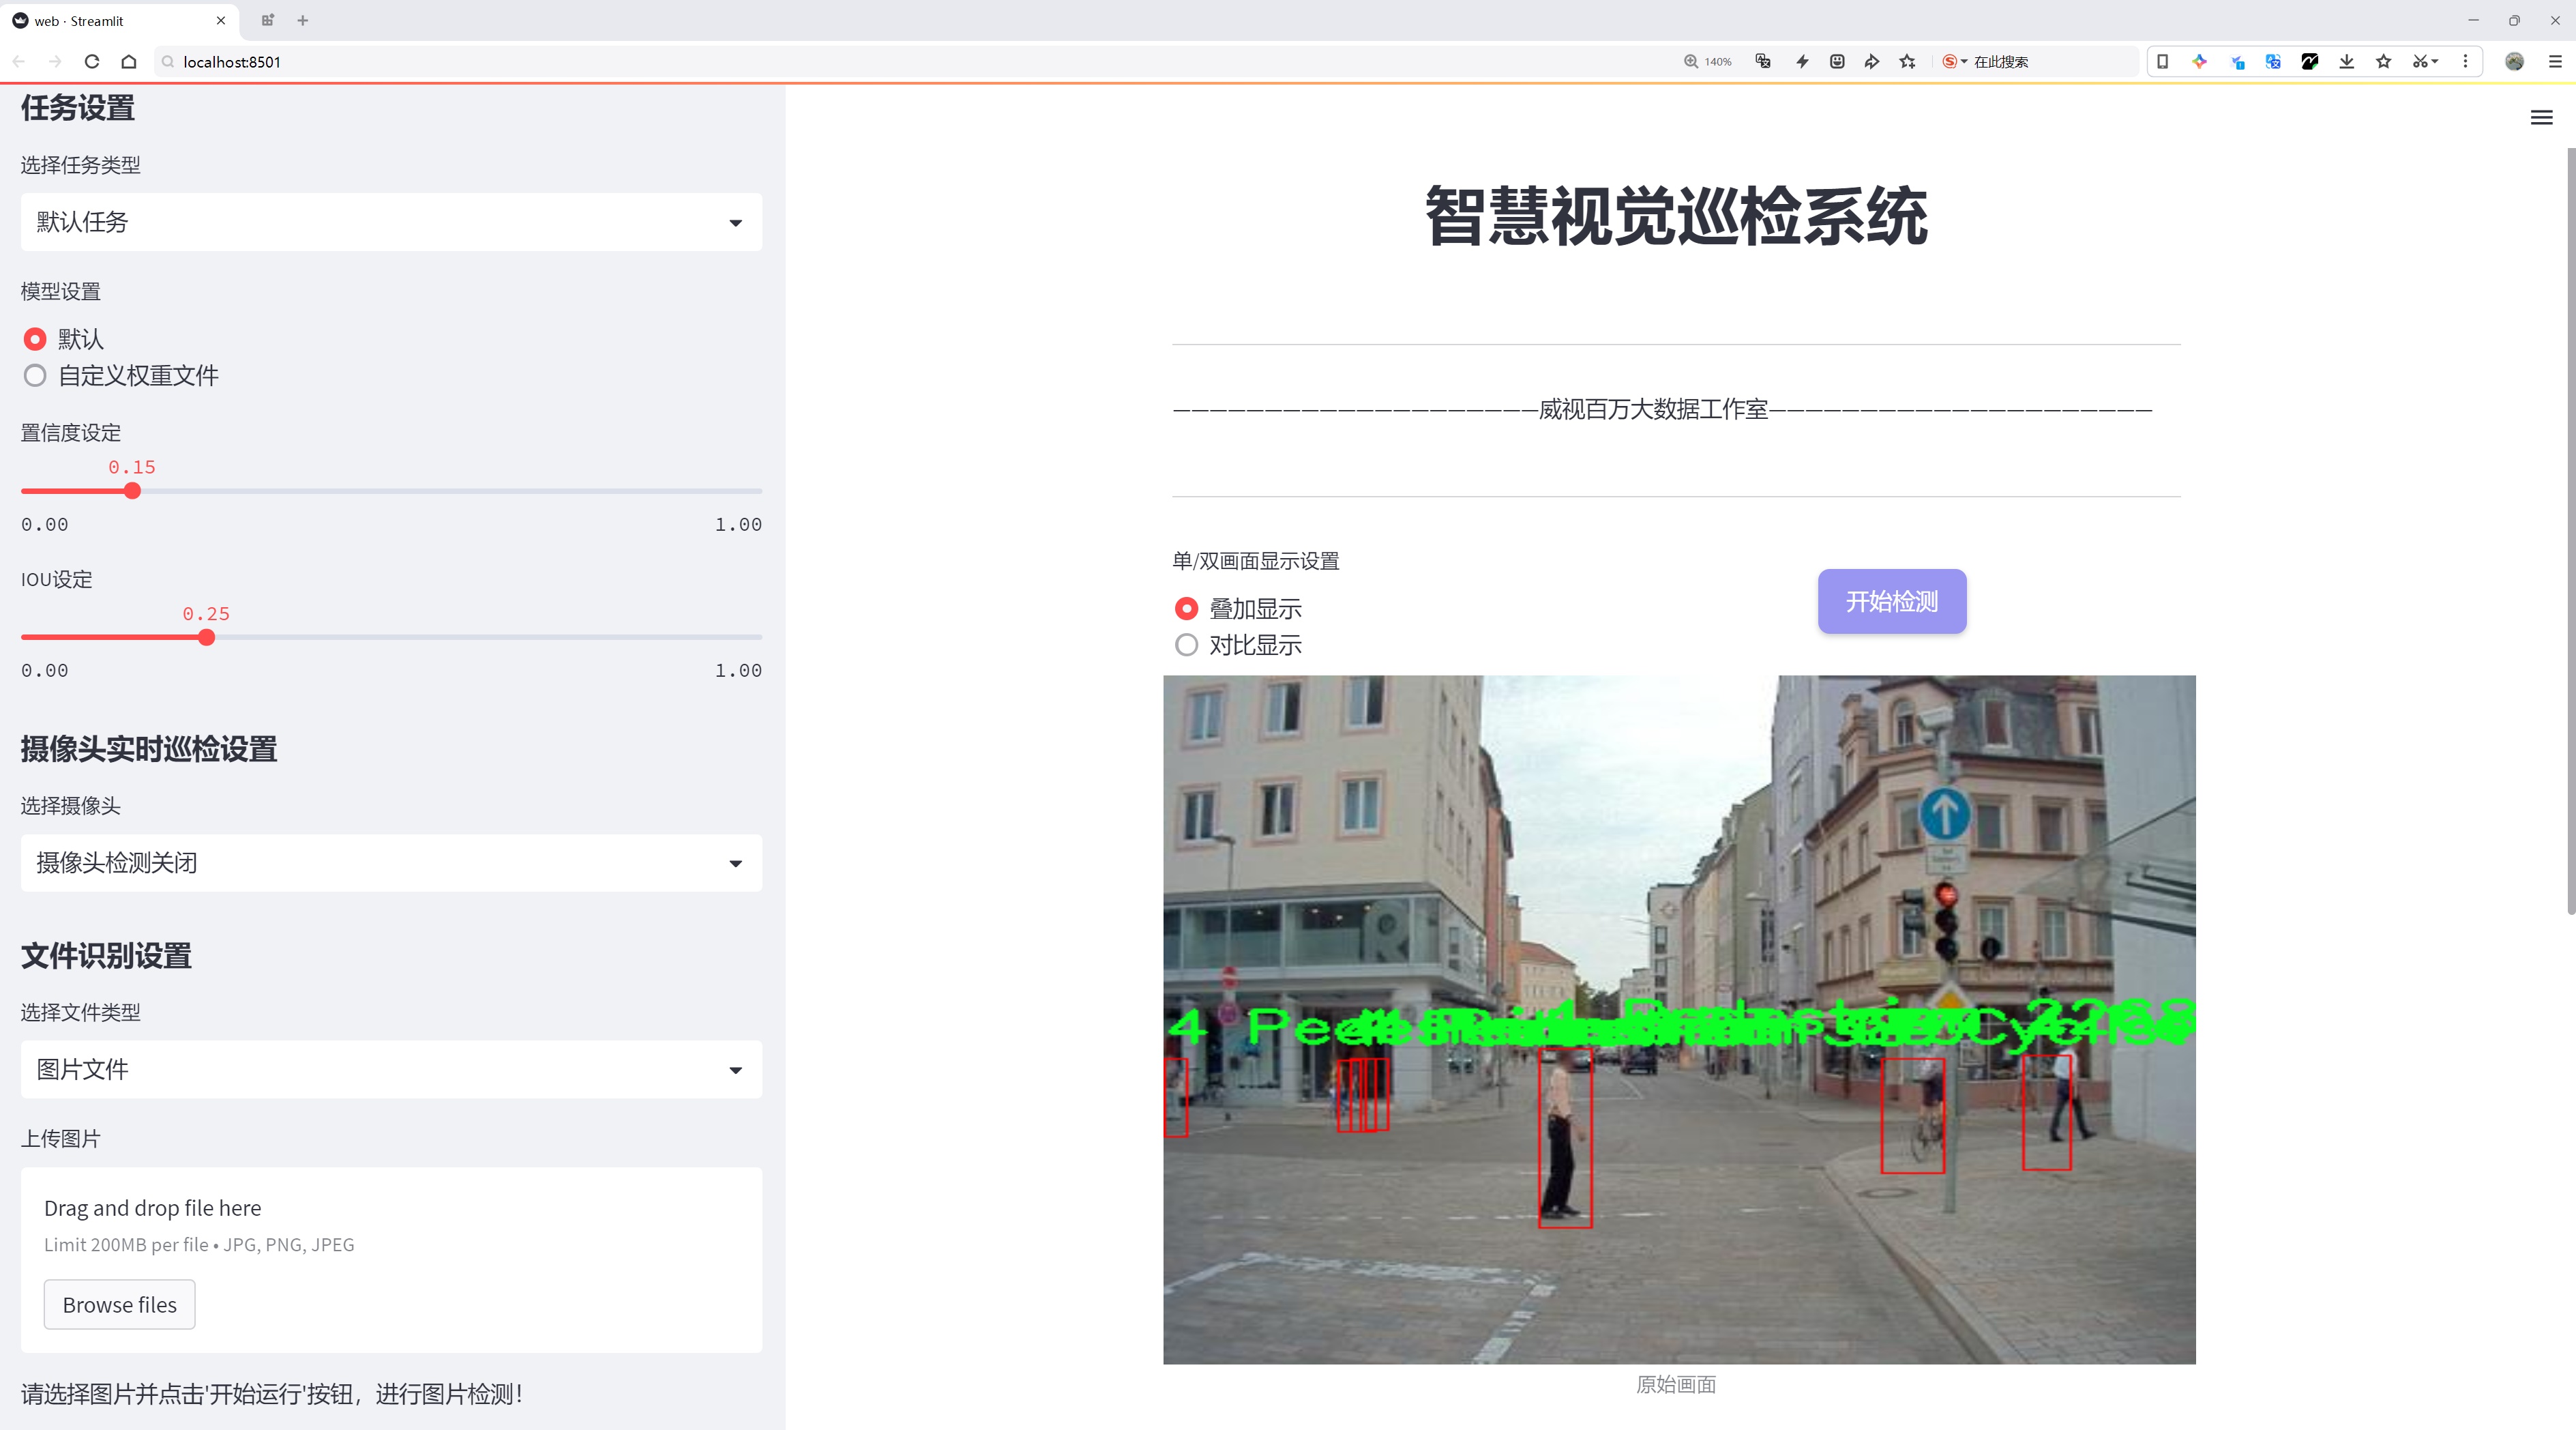 web · Streamlit
localhost:8501
140%
在此搜索
任务设置
选择任务类型
默认任务
模型设置
默认
自定义权重文件
置信度设定
0.15
0.00
1.00
IOU设定
0.25
0.00
1.00
摄像头实时巡检设置
选择摄像头
摄像头检测关闭
文件识别设置
选择文件类型
图片文件
上传图片
Drag and drop file here
Limit 200MB per file • JPG, PNG, JPEG
Browse files
请选择图片并点击'开始运行'按钮，进行图片检测！
智慧视觉巡检系统
————————————————————威视百万大数据工作室—————————————————————
单/双画面显示设置
叠加显示
对比显示
开始检测
原始画面